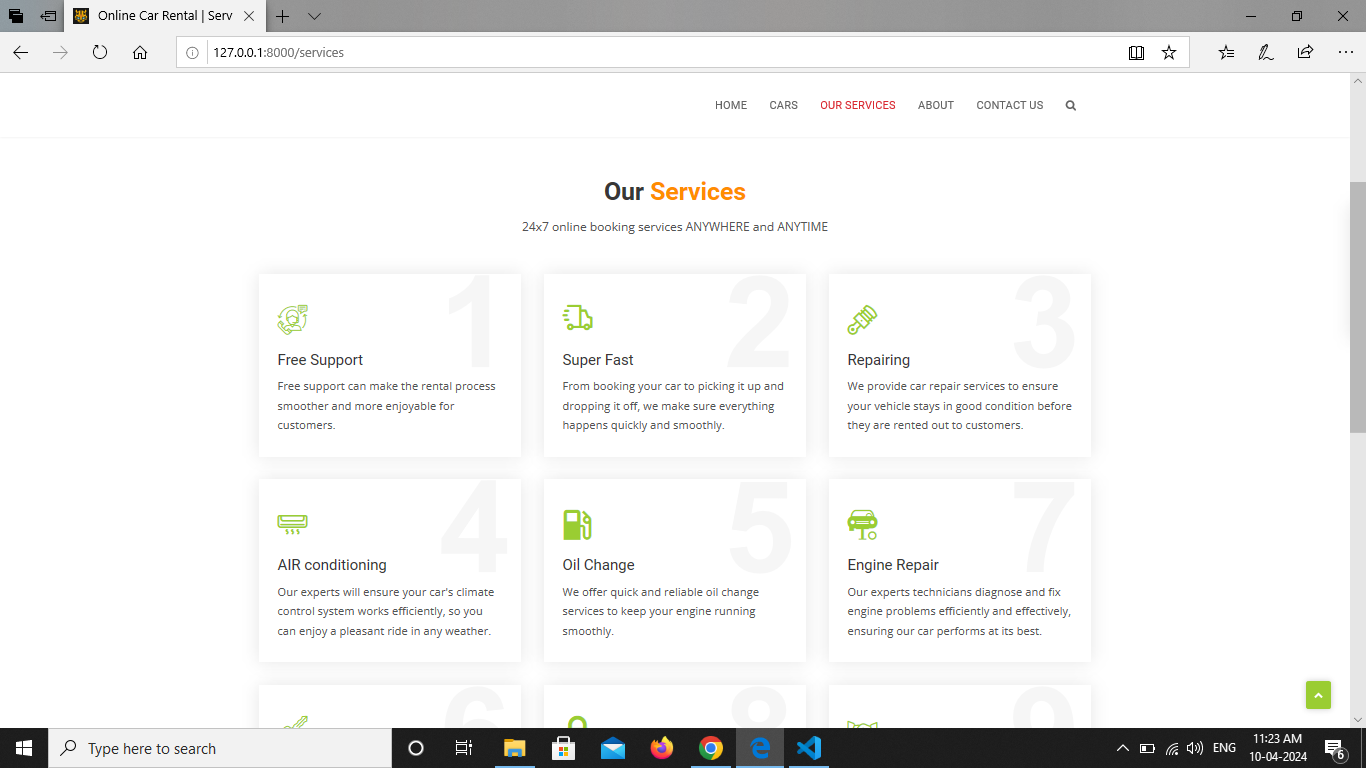 Online Car Rental | Serv
127.0.0.1:8000/services
HOME CARS OUR SERVICES ABOUT CONTACT US
Our Services
24x7 online booking services ANYWHERE and ANYTIME
1
Free Support
Free support can make the rental process
smoother and more enjoyable for
customers.
2
Super Fast
From booking your car to picking it up and
dropping it off, we make sure everything
happens quickly and smoothly.
3
Repairing
We provide car repair services to ensure
your vehicle stays in good condition before
they are rented out to customers.
4
AIR conditioning
Our experts will ensure your car's climate
control system works efficiently, so you
can enjoy a pleasant ride in any weather.
5
Oil Change
We offer quick and reliable oil change
services to keep your engine running
smoothly.
7
Engine Repair
Our experts technicians diagnose and fix
engine problems efficiently and effectively,
ensuring our car performs at its best.
6
8
9
Type here to search
ENG
11:23 AM
10-04-2024
6